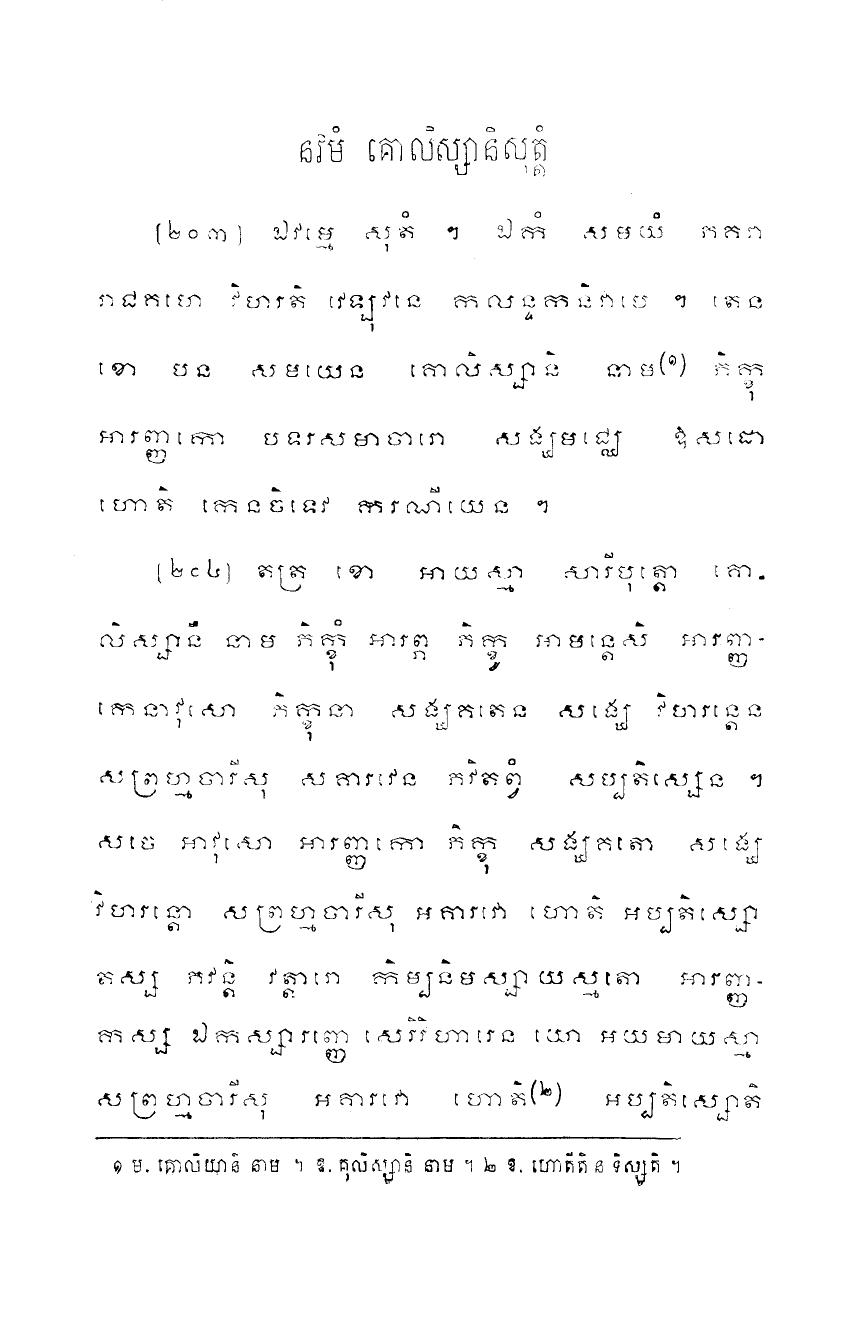 នវមំ គោលិស្សានិសុត្តំ
(២០៣) ឯវម្មេ សុតំ ។ ឯកំ សមយំ ភគវា
រាជគហេ វិហរតិ វេឡុវនេ កលន្ទកនិវាបេ ។ តេន
ខោ បន សមយេន គោលិស្សានិ នាម(១) ភិក្ខុ
អារញ្ញកោ បទរសមាចារោ សង្ឃមជ្ឈេ ឱសដោ
ហោតិ កេនចិទេវ ករណីយេន ។
(២០៤) តត្រ ខោ អាយស្មា សារីបុត្តោ គោ-
លិស្សានឹ នាម ភិក្ខុំ អារព្ភ ភិក្ខូ អាមន្តេសិ អារញ្ញ-
កេនាវុសោ ភិក្ខុនា សង្ឃគតេន សង្ឃេ វិហរន្តេន
សព្រហ្មចារីសុ សគារវេន ភវិតព្វំ សប្បតិស្សេន ។
សចេ អាវុសោ អារញ្ញកោ ភិក្ខុ សង្ឃគតោ សង្ឃេ
វិហរន្តោ សព្រហ្មចារីសុ អគារវោ ហោតិ អប្បតិស្សោ
តស្ស ភវន្តិ វត្តារោ កិម្បនិមស្សាយស្មតោ អារញ្ញ-
កស្ស ឯកស្សារញ្ញេ សេរិវិហារេន យោ អយមាយស្មា
សព្រហ្មចារីសុ អគារវោ ហោតិ(២) អប្បតិស្សោតិ
១ ម. គោលិយានិ នាម ។ ឱ. គុលិស្សានិ នាម ។ ២ ឱ. ហោតីតិ ន ទិស្សតិ ។